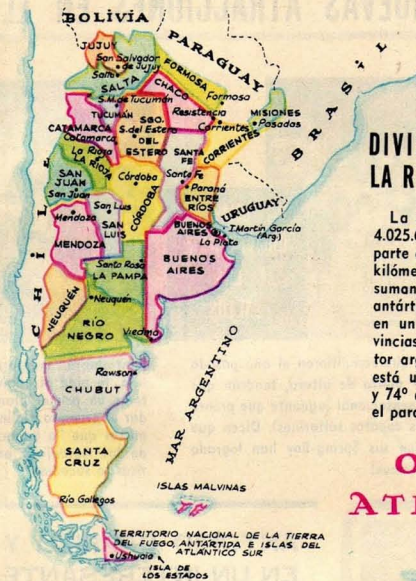 BOLIVIA
JUJUY
San Salvador
de Jujuy
PARAGUAY
SALTA
FORMOSA
Formosa
CHACO
Resistencia
S.M. de Tucumán
TUCUMÁN
MISIONES
Posadas
Corrientes
CORRIENTES
BRASIL
CATAMARCA
Catamarca
S. del Estero
SGO.
DEL
ESTERO
SANTA
FE
Santa Fe
La Rioja
LA RIOJA
SAN
JUAN
San Juan
Córdoba
CÓRDOBA
Paraná
ENTRE
RÍOS
URUGUAY
CHILE
Mendoza
MENDOZA
San Luis
SAN
LUIS
BUENOS
AIRES
La Plata
I. Martín García
(Arg.)
BUENOS
AIRES
Santa Rosa
LA PAMPA
NEUQUÉN
Neuquén
RÍO
NEGRO
Viedma
Rawson
CHUBUT
MAR ARGENTINO
SANTA
CRUZ
Río Gallegos
ISLAS MALVINAS
TERRITORIO NACIONAL DE LA TIERRA
DEL FUEGO, ANTÁRTIDA E ISLAS DEL
ATLÁNTICO SUR
Ushuaia
ISLA DE
LOS ESTADOS
DIVI
LA R
La
4.025.6
parte
kilóme
suman
antárt
en un
vincias
tor arg
está u
y 74°
el para
O
ATI